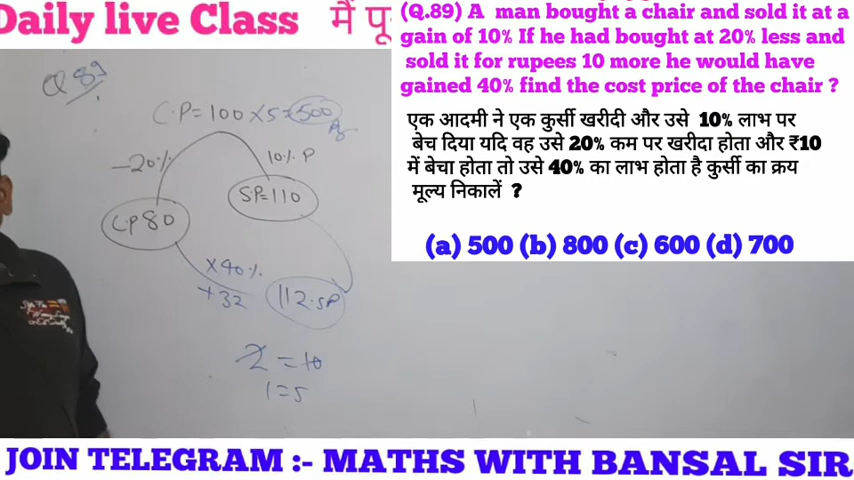 Daily live Class में पू
(Q.89) A man bought a chair and sold it at a
gain of 10% If he had bought at 20% less and
sold it for rupees 10 more he would have
gained 40% find the cost price of the chair ?
एक आदमी ने एक कुर्सी खरीदी और उसे 10% लाभ पर
बेच दिया यदि वह उसे 20% कम पर खरीदा होता और ₹10
में बेचा होता तो उसे 40% का लाभ होता है कुर्सी का क्रय
मूल्य निकालें ?
(a) 500 (b) 800 (c) 600 (d) 700
Q 89
C.P=100×5=500
-20% 10% P
C.P 80 SP=110
×40%
+32 112.SP
2=10
1=5
JOIN TELEGRAM :- MATHS WITH BANSAL SIR